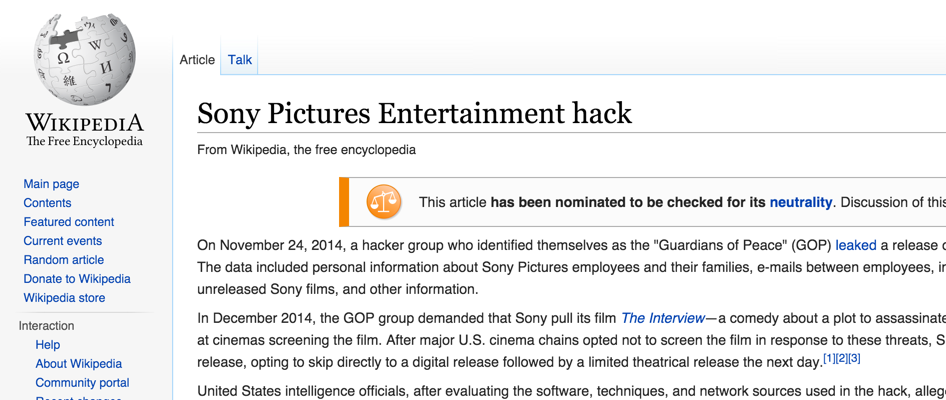 Article Talk
WIKIPEDIA
The Free Encyclopedia
Main page
Contents
Featured content
Current events
Random article
Donate to Wikipedia
Wikipedia store
Interaction
Help
About Wikipedia
Community portal
Recent changes
Sony Pictures Entertainment hack
From Wikipedia, the free encyclopedia
This article has been nominated to be checked for its neutrality. Discussion of this
On November 24, 2014, a hacker group who identified themselves as the "Guardians of Peace" (GOP) leaked a release
The data included personal information about Sony Pictures employees and their families, e-mails between employees,
unreleased Sony films, and other information.
In December 2014, the GOP group demanded that Sony pull its film The Interview—a comedy about a plot to assassinate
at cinemas screening the film. After major U.S. cinema chains opted not to screen the film in response to these threats, S
release, opting to skip directly to a digital release followed by a limited theatrical release the next day.[1][2][3]
United States intelligence officials, after evaluating the software, techniques, and network sources used in the hack, alleg